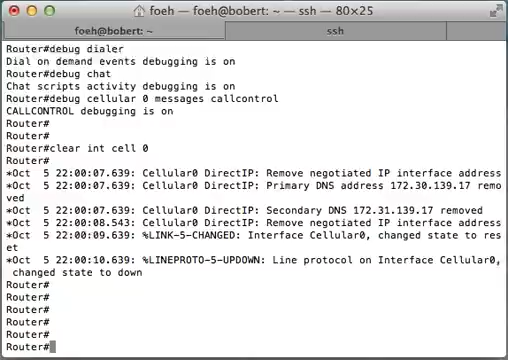 foeh — foeh@bobert: ~ — ssh — 80×25
foeh@bobert: ~
ssh
Router#debug dialer
Dial on demand events debugging is on
Router#debug chat
Chat scripts activity debugging is on
Router#debug cellular 0 messages callcontrol
CALLCONTROL debugging is on
Router#
Router#
Router#clear int cell 0
Router#
*Oct  5 22:00:07.639: Cellular0 DirectIP: Remove negotiated IP interface address
*Oct  5 22:00:07.639: Cellular0 DirectIP: Primary DNS address 172.30.139.17 remo
ved
*Oct  5 22:00:07.639: Cellular0 DirectIP: Secondary DNS 172.31.139.17 removed
*Oct  5 22:00:08.543: Cellular0 DirectIP: Remove negotiated IP interface address
*Oct  5 22:00:09.639: %LINK-5-CHANGED: Interface Cellular0, changed state to res
et
*Oct  5 22:00:10.639: %LINEPROTO-5-UPDOWN: Line protocol on Interface Cellular0,
 changed state to down
Router#
Router#
Router#
Router#
Router#
Router#